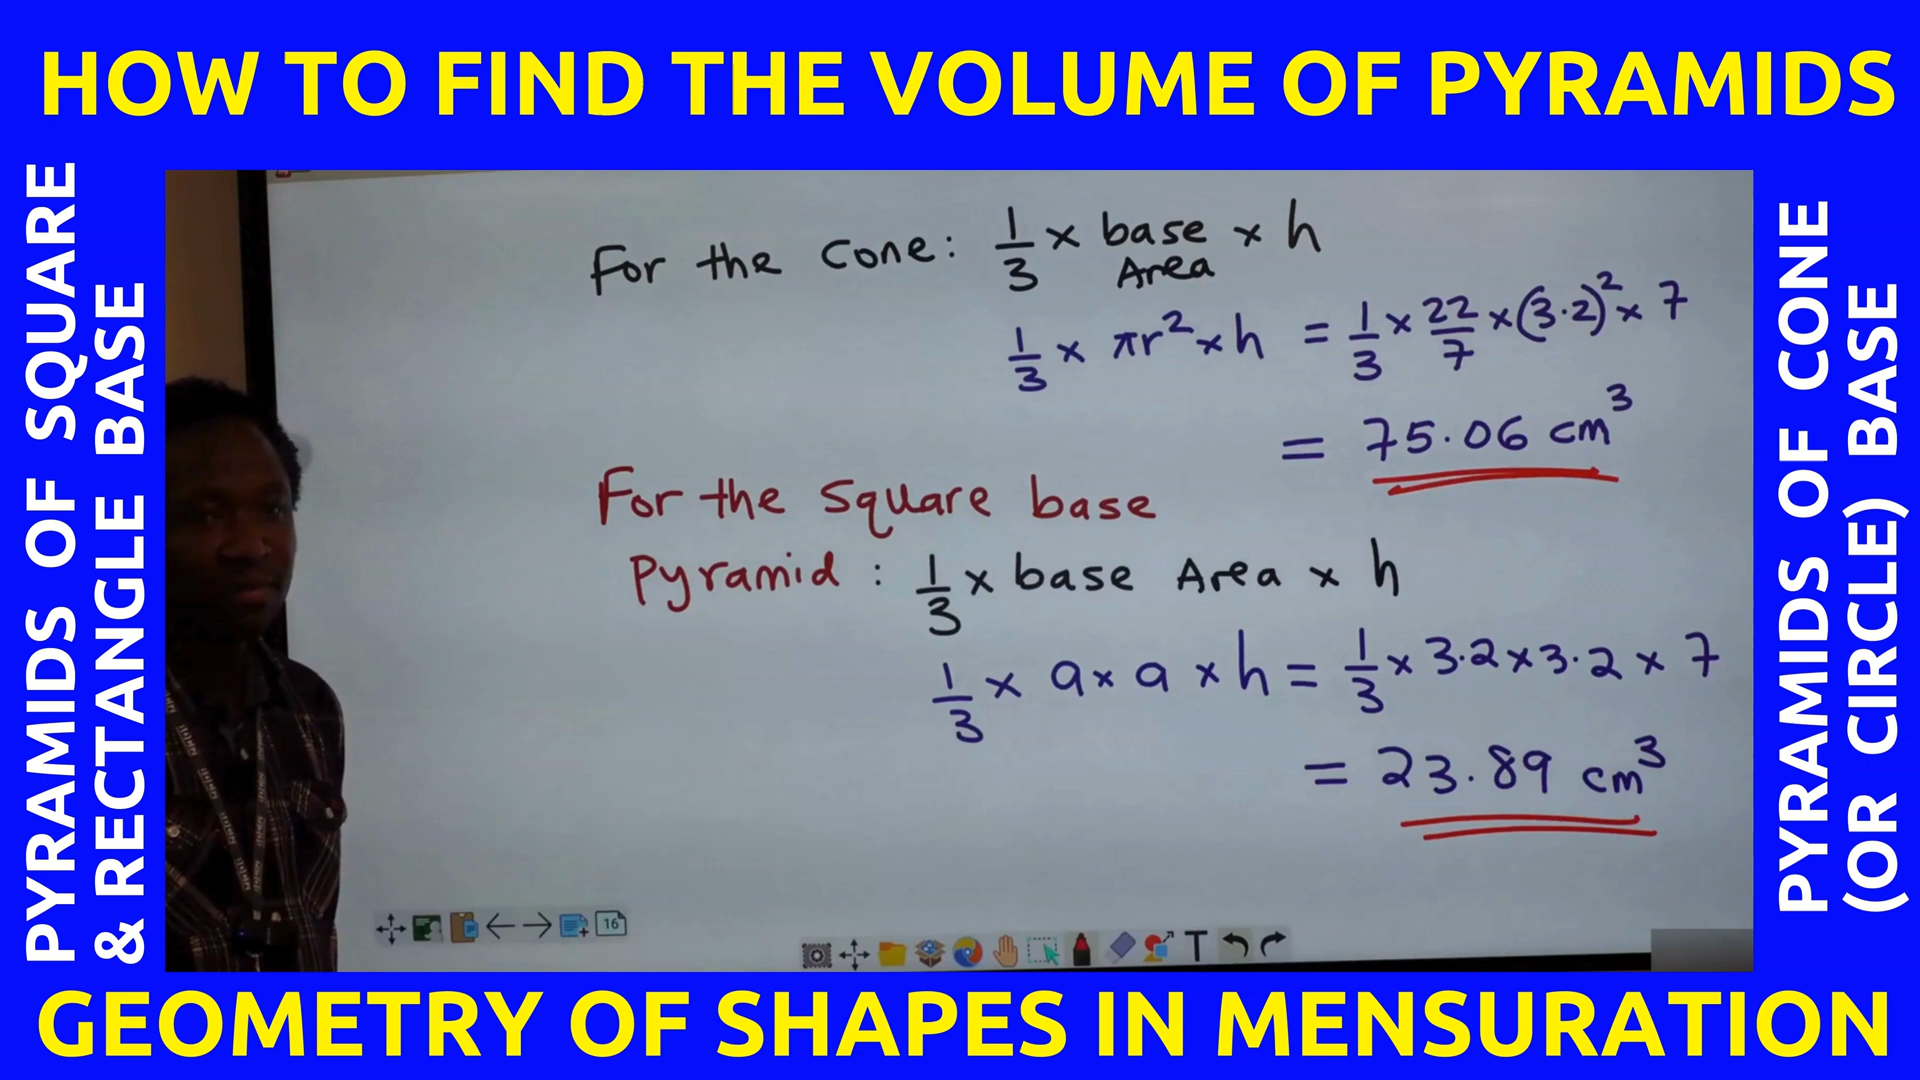 HOW TO FIND THE VOLUME OF PYRAMIDS
PYRAMIDS OF SQUARE
& RECTANGLE BASE
For the cone: 1/3 × base Area × h
1/3 × πr² × h = 1/3 × 22/7 × (3.2)² × 7
= 75.06 cm³
For the square base
Pyramid : 1/3 × base Area × h
1/3 × a × a × h = 1/3 × 3.2 × 3.2 × 7
= 23.89 cm³
16
T
PYRAMIDS OF CONE
(OR CIRCLE) BASE
GEOMETRY OF SHAPES IN MENSURATION